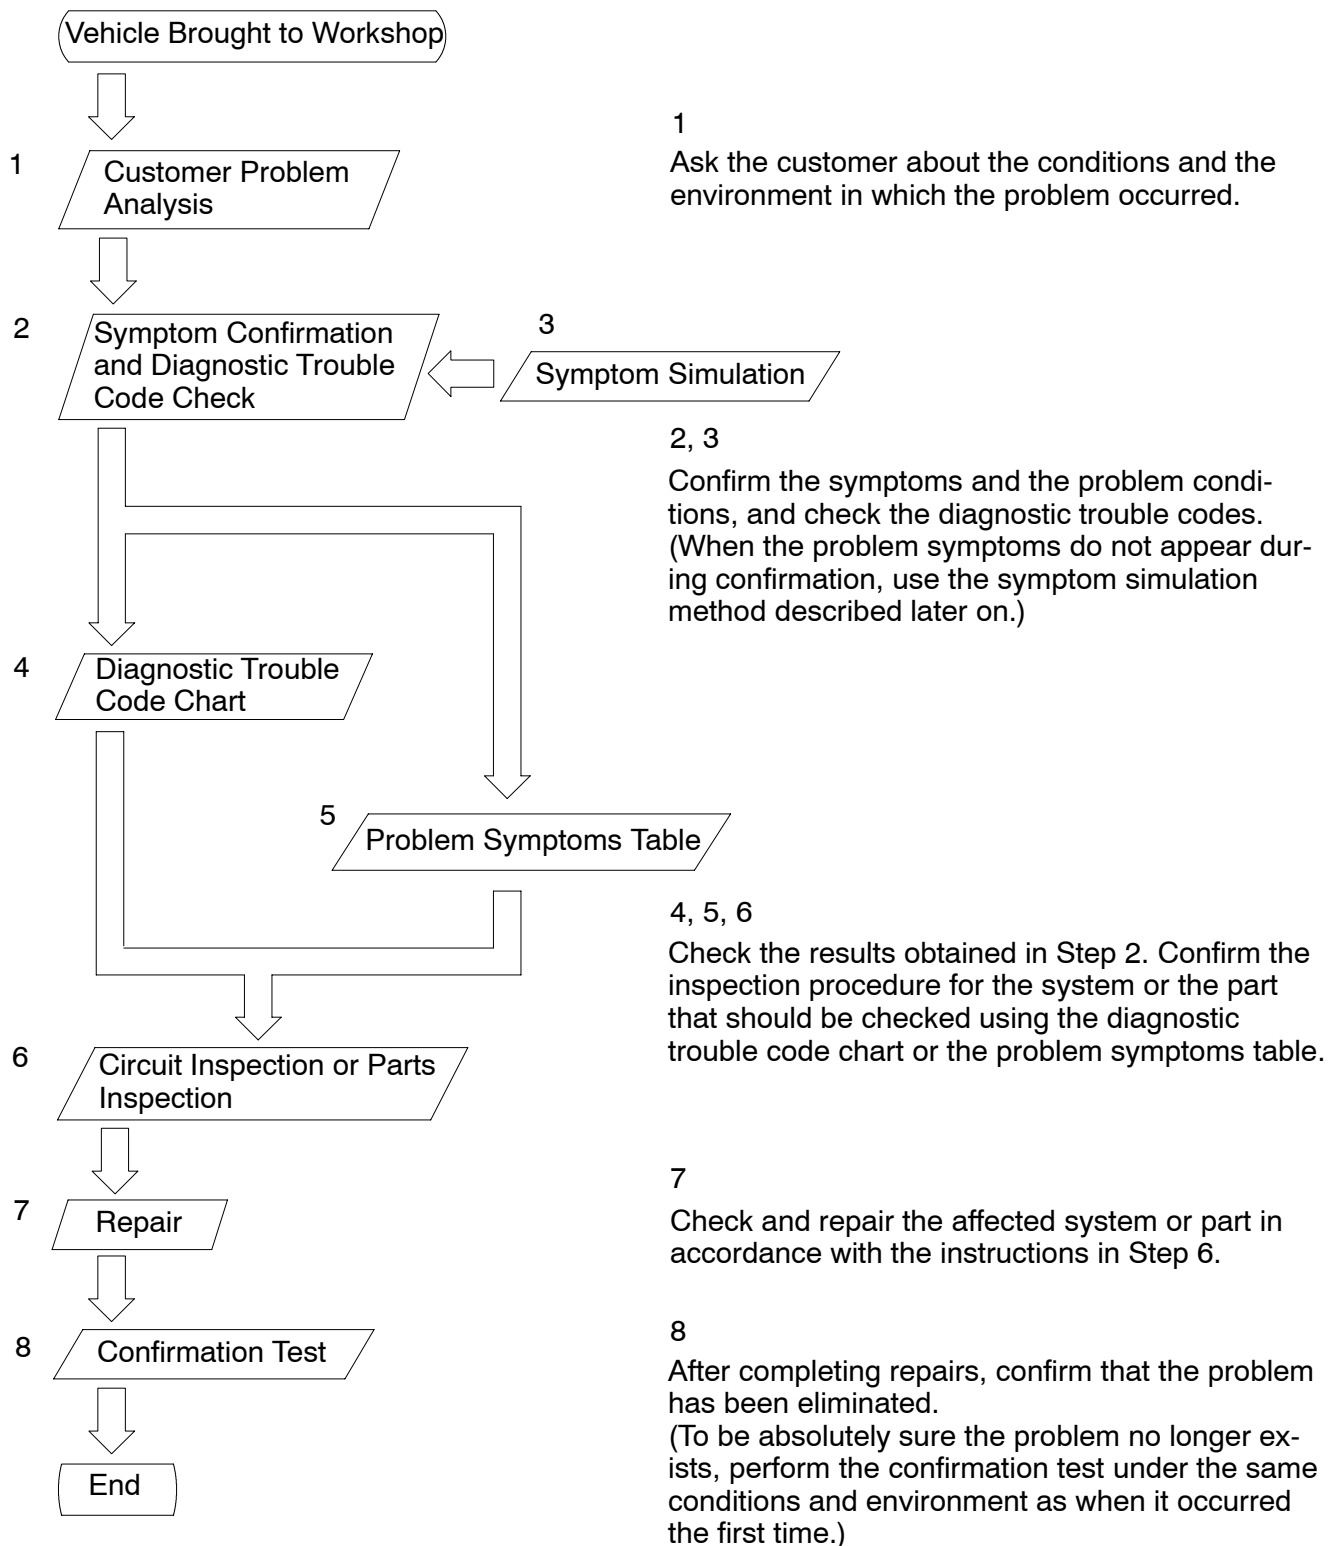 Vehicle Brought to Workshop
1
Customer Problem
Analysis
1
Ask the customer about the conditions and the
environment in which the problem occurred.
2
Symptom Confirmation
and Diagnostic Trouble
Code Check
3
Symptom Simulation
2, 3
Confirm the symptoms and the problem condi-
tions, and check the diagnostic trouble codes.
(When the problem symptoms do not appear dur-
ing confirmation, use the symptom simulation
method described later on.)
4
Diagnostic Trouble
Code Chart
5
Problem Symptoms Table
4, 5, 6
Check the results obtained in Step 2. Confirm the
inspection procedure for the system or the part
that should be checked using the diagnostic
trouble code chart or the problem symptoms table.
6
Circuit Inspection or Parts
Inspection
7
Repair
7
Check and repair the affected system or part in
accordance with the instructions in Step 6.
8
Confirmation Test
8
After completing repairs, confirm that the problem
has been eliminated.
(To be absolutely sure the problem no longer ex-
ists, perform the confirmation test under the same
conditions and environment as when it occurred
the first time.)
End